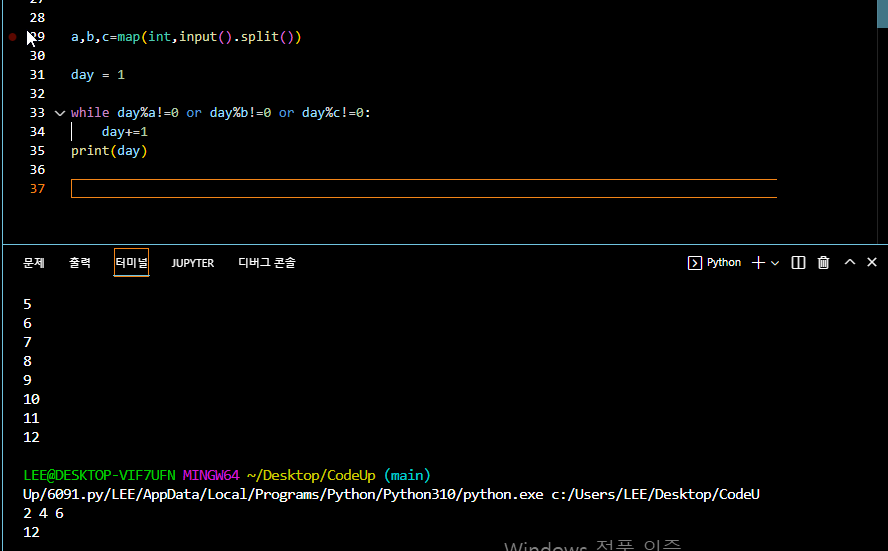 27
28
29 a,b,c=map(int,input().split())
30
31 day = 1
32
33 while day%a!=0 or day%b!=0 or day%c!=0:
34     day+=1
35 print(day)
36
37
문제 출력 터미널 JUPYTER 디버그 콘솔 Python
5
6
7
8
9
10
11
12
LEE@DESKTOP-VIF7UFN MINGW64 ~/Desktop/CodeUp (main)
Up/6091.py/LEE/AppData/Local/Programs/Python/Python310/python.exe c:/Users/LEE/Desktop/CodeU
2 4 6
12
Windows 정품 인증